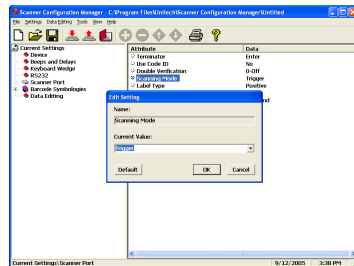 Scanner Configuration Manager - C:\Program Files\Unitech\Scanner Configuration Manager\Untitled
File Settings Data Editing Tools View Help
Current Settings
Device
Beeps and Delays
Keyboard Wedge
RS232
Scanner Port
Barcode Symbologies
Data Editing
Attribute Data
Terminator Enter
Use Code ID No
Double Verification 0-Off
Scanning Mode Trigger
Label Type Positive
Edit Setting
Name:
Scanning Mode
Current Value:
Trigger
Default OK Cancel
Current Settings\Scanner Port 9/12/2005 3:38 PM